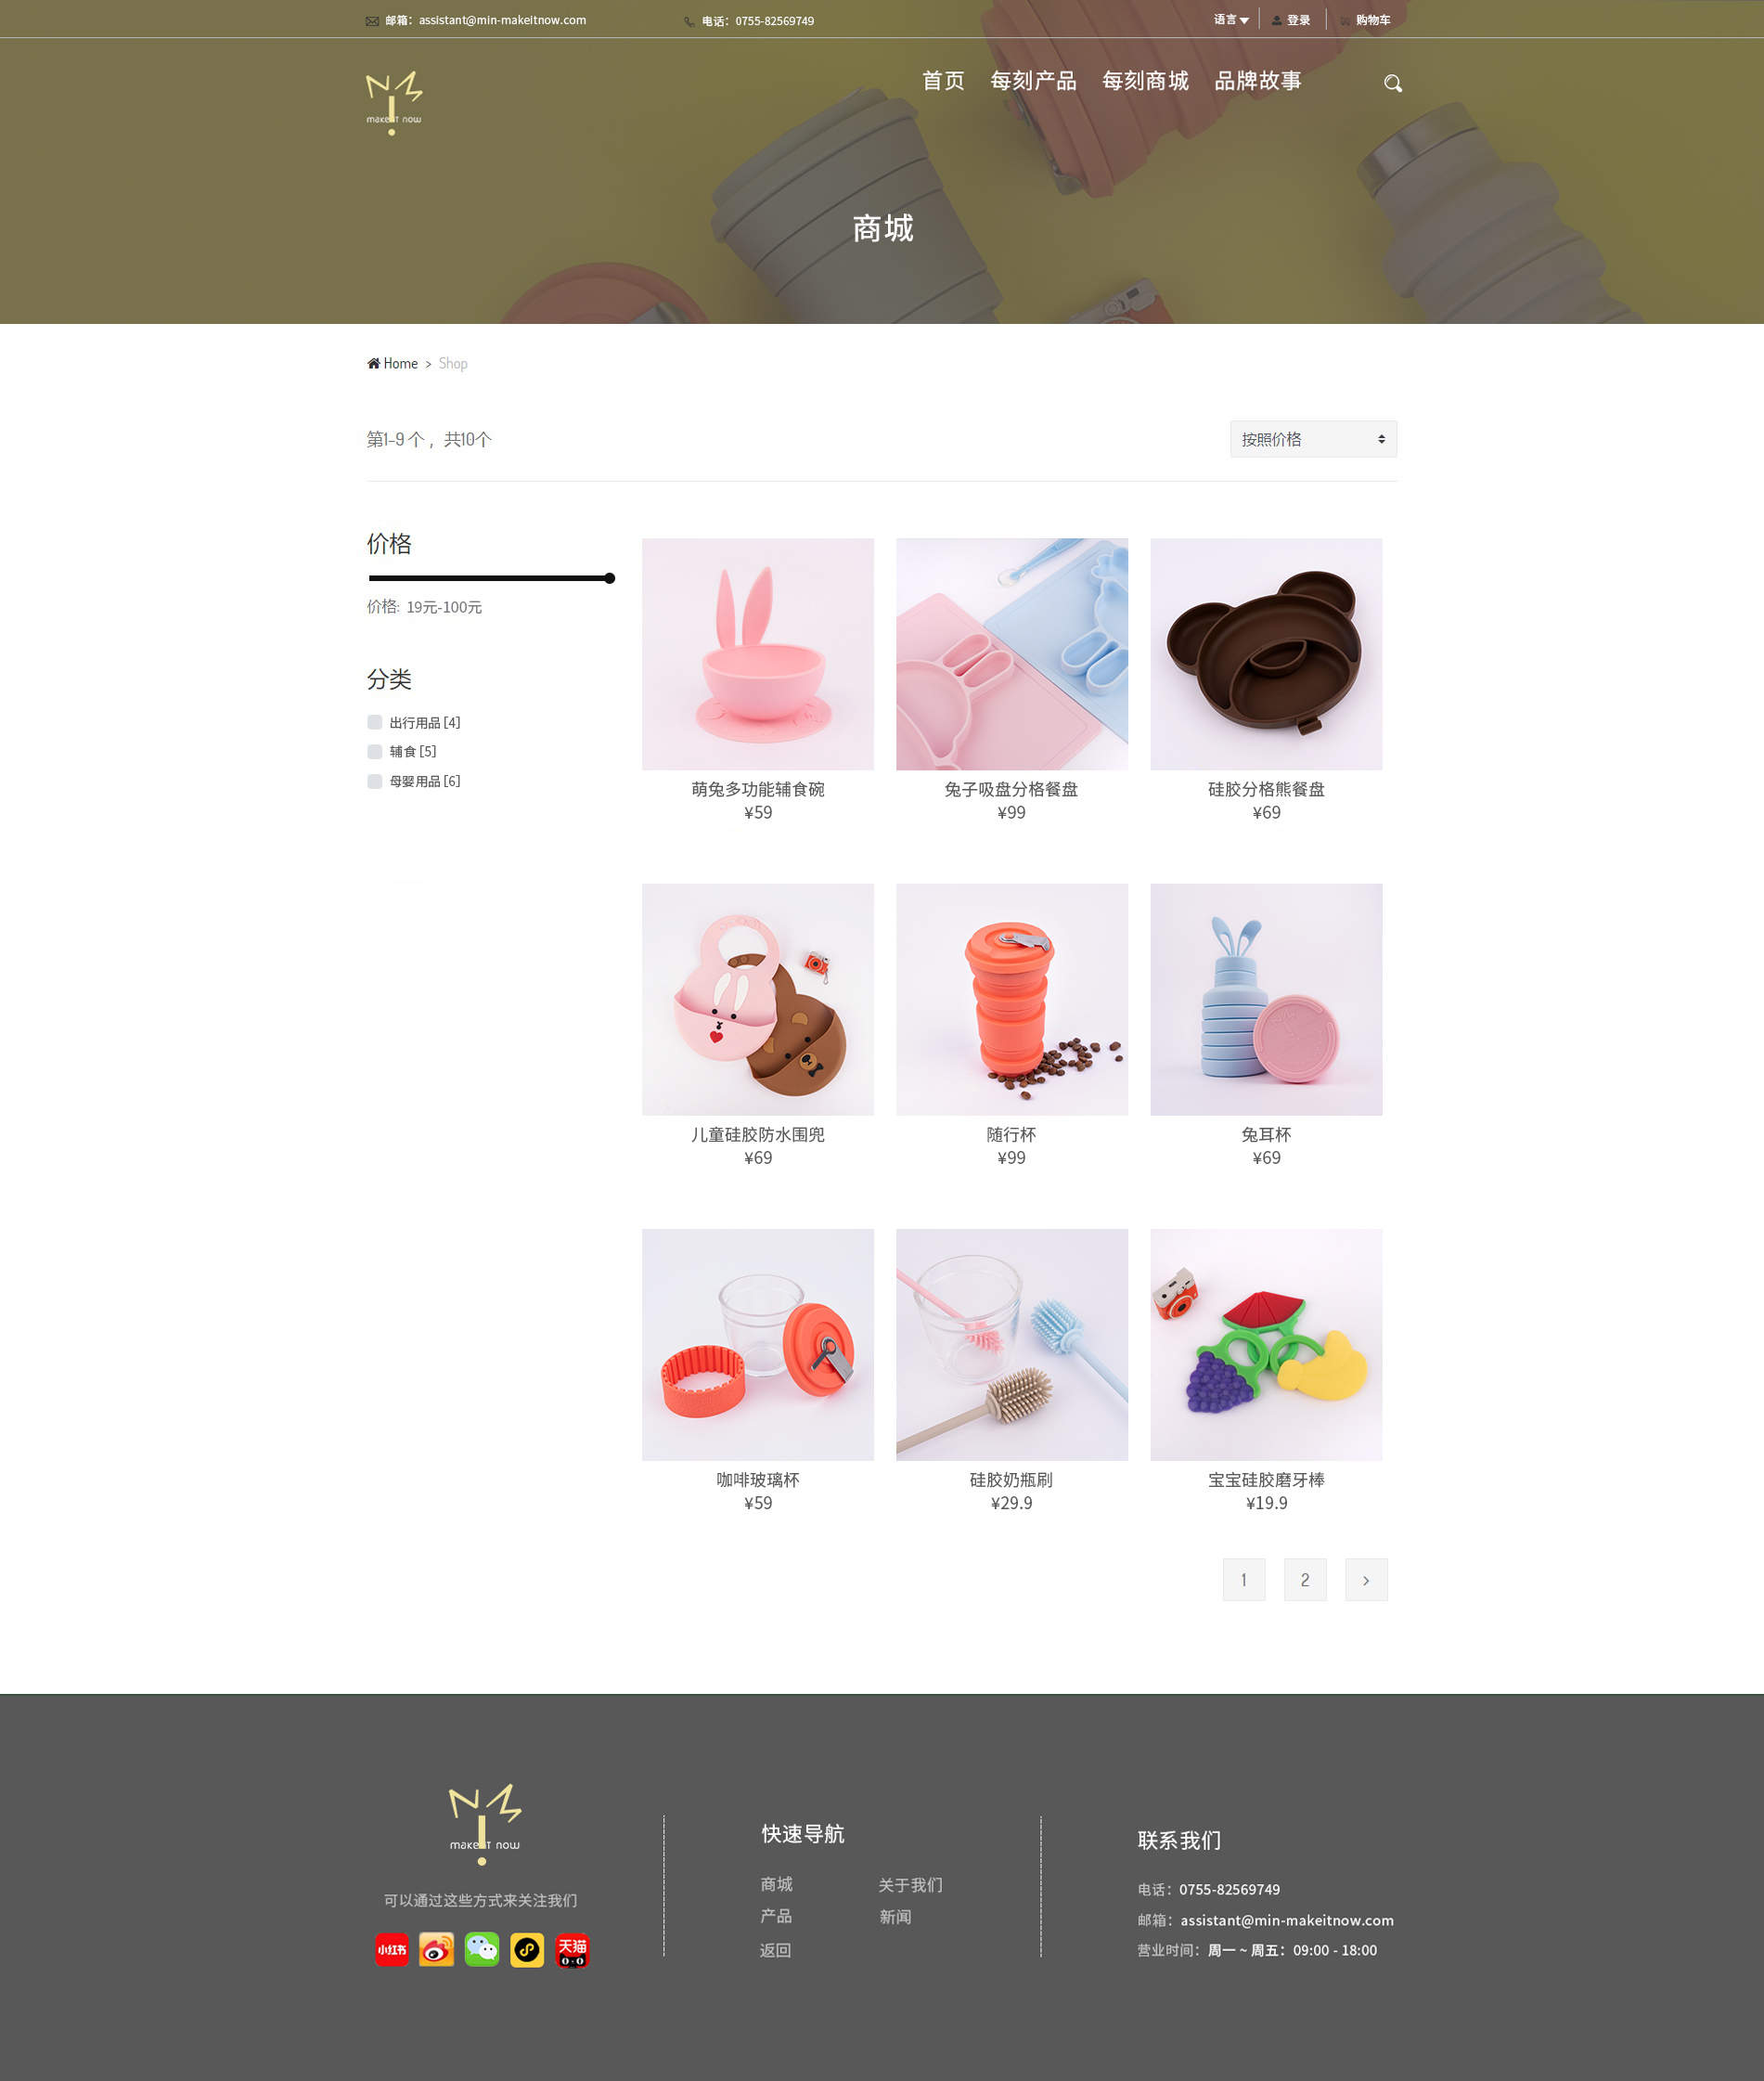 邮箱：assistant@min-makeitnow.com 电话：0755-82569749 语言 登录 购物车
make IT now
首页 每刻产品 每刻商城 品牌故事
商城
Home > Shop
第1-9个，共10个 按照价格
价格
价格: 19元-100元
分类
出行用品 [4]
辅食 [5]
母婴用品 [6]
萌兔多功能辅食碗 兔子吸盘分格餐盘 硅胶分格熊餐盘
¥59 ¥99 ¥69
儿童硅胶防水围兜 随行杯 兔耳杯
¥69 ¥99 ¥69
咖啡玻璃杯 硅胶奶瓶刷 宝宝硅胶磨牙棒
¥59 ¥29.9 ¥19.9
1 2 >
make IT now
可以通过这些方式来关注我们
小红书
天猫
快速导航
商城 关于我们
产品 新闻
返回
联系我们
电话：0755-82569749
邮箱：assistant@min-makeitnow.com
营业时间：周一 ~ 周五：09:00 - 18:00